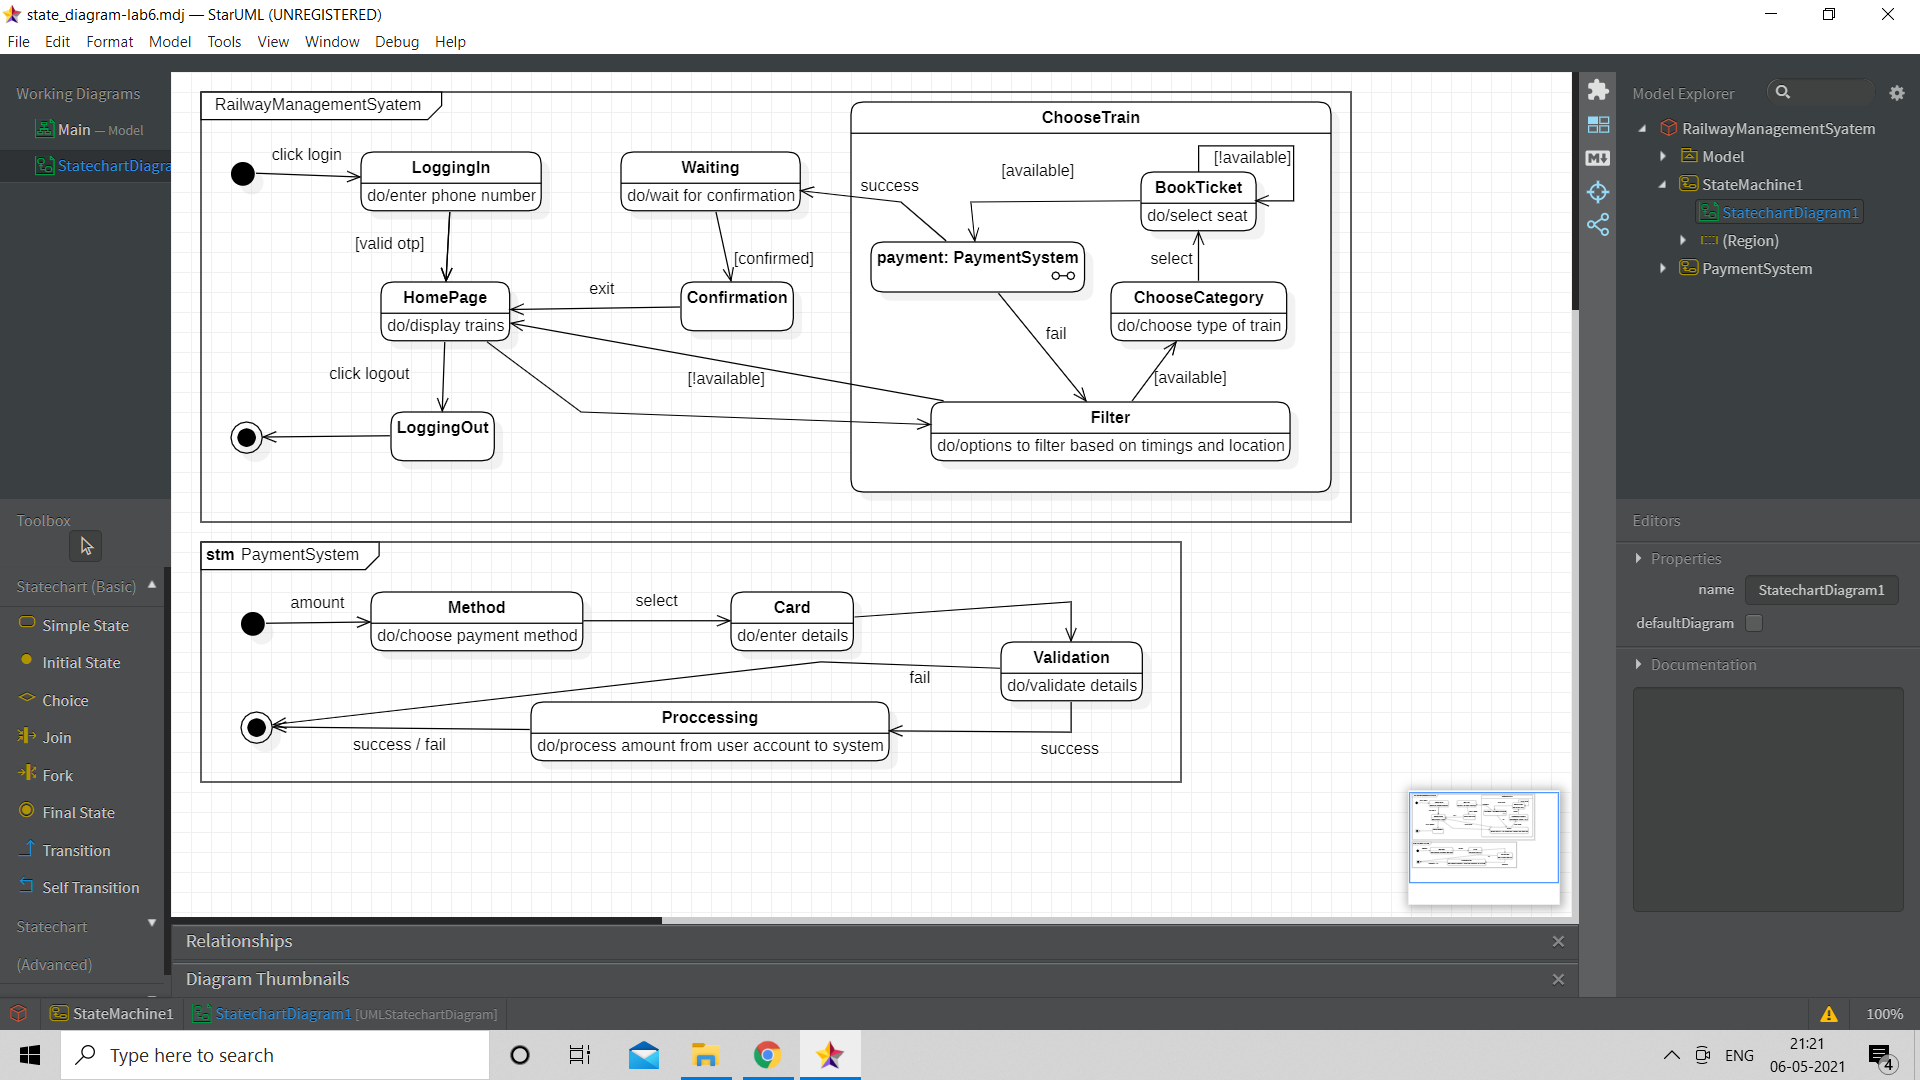 state_diagram-lab6.mdj — StarUML (UNREGISTERED)
File Edit Format Model Tools View Window Debug Help
Working Diagrams
Main — Model
StatechartDiagra
Toolbox
Statechart (Basic)
Simple State
Initial State
Choice
Join
Fork
Final State
Transition
Self Transition
Statechart
(Advanced)
RailwayManagementSyatem
click login
LoggingIn
do/enter phone number
[valid otp]
HomePage
do/display trains
click logout
LoggingOut
Waiting
do/wait for confirmation
[confirmed]
Confirmation
exit
[!available]
success
ChooseTrain
[available]
[!available]
BookTicket
do/select seat
payment: PaymentSystem
select
ChooseCategory
do/choose type of train
fail
[available]
Filter
do/options to filter based on timings and location
stm PaymentSystem
amount
Method
do/choose payment method
select
Card
do/enter details
Validation
do/validate details
fail
success
Proccessing
do/process amount from user account to system
success / fail
Relationships
Diagram Thumbnails
Model Explorer
RailwayManagementSyatem
Model
StateMachine1
StatechartDiagram1
(Region)
PaymentSystem
Editors
Properties
name StatechartDiagram1
defaultDiagram
Documentation
StateMachine1 StatechartDiagram1 [UMLStatechartDiagram]
100%
Type here to search
ENG
21:21
06-05-2021
4